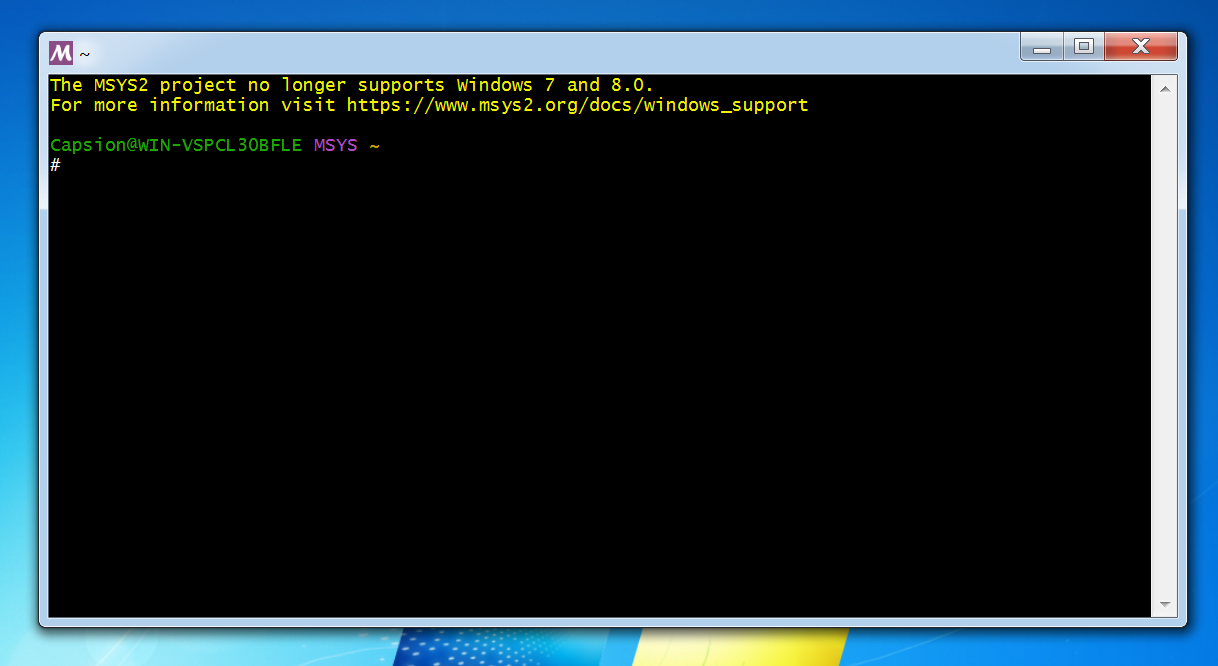 M ~
The MSYS2 project no longer supports Windows 7 and 8.0.
For more information visit https://www.msys2.org/docs/windows_support
Capsion@WIN-VSPCL3OBFLE MSYS ~
#